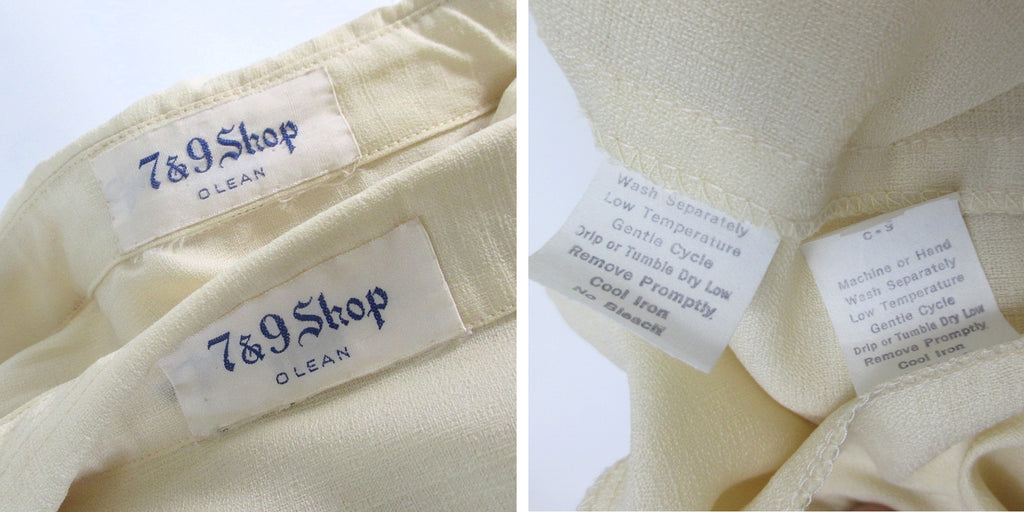 7&9 Shop
OLEAN
7&9 Shop
OLEAN
Wash Separately
Low Temperature
Gentle Cycle
Drip or Tumble Dry Low
Remove Promptly.
Cool Iron
No Bleach
C-3
Machine or Hand
Wash Separately
Low Temperature
Gentle Cycle
Drip or Tumble Dry Low
Remove Promptly.
Cool Iron